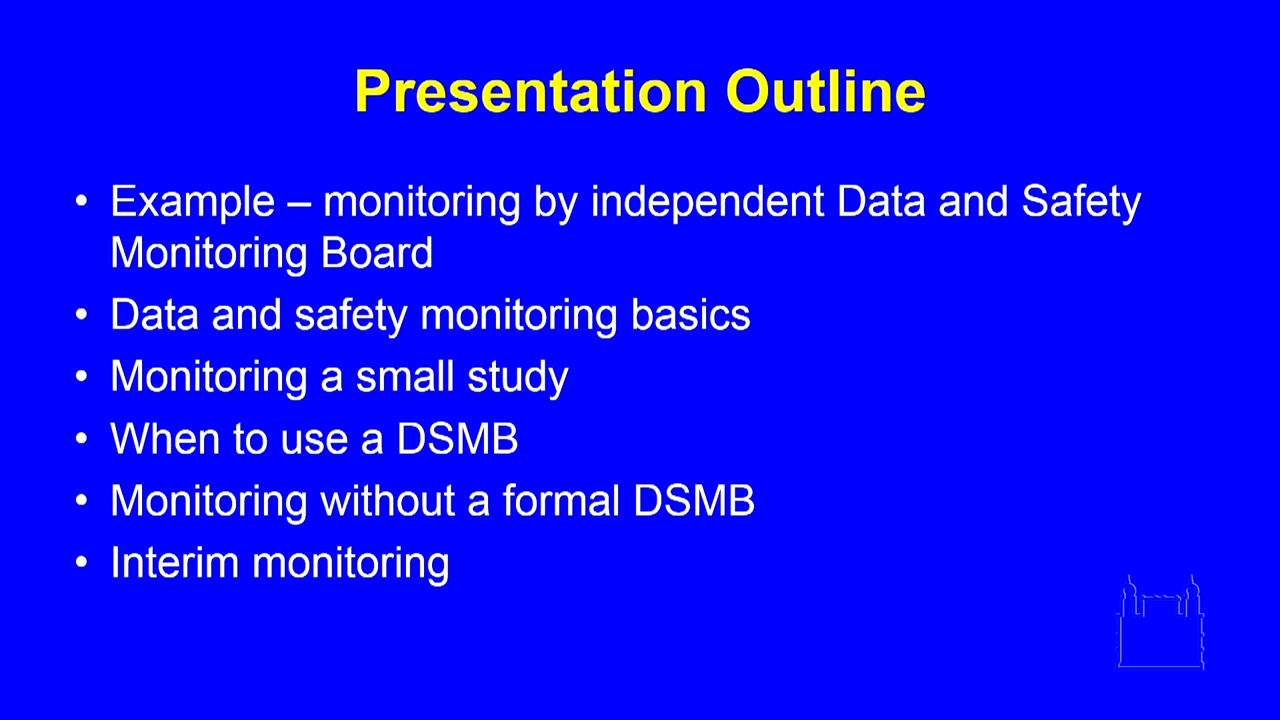 Presentation Outline
• Example – monitoring by independent Data and Safety
Monitoring Board
• Data and safety monitoring basics
• Monitoring a small study
• When to use a DSMB
• Monitoring without a formal DSMB
• Interim monitoring